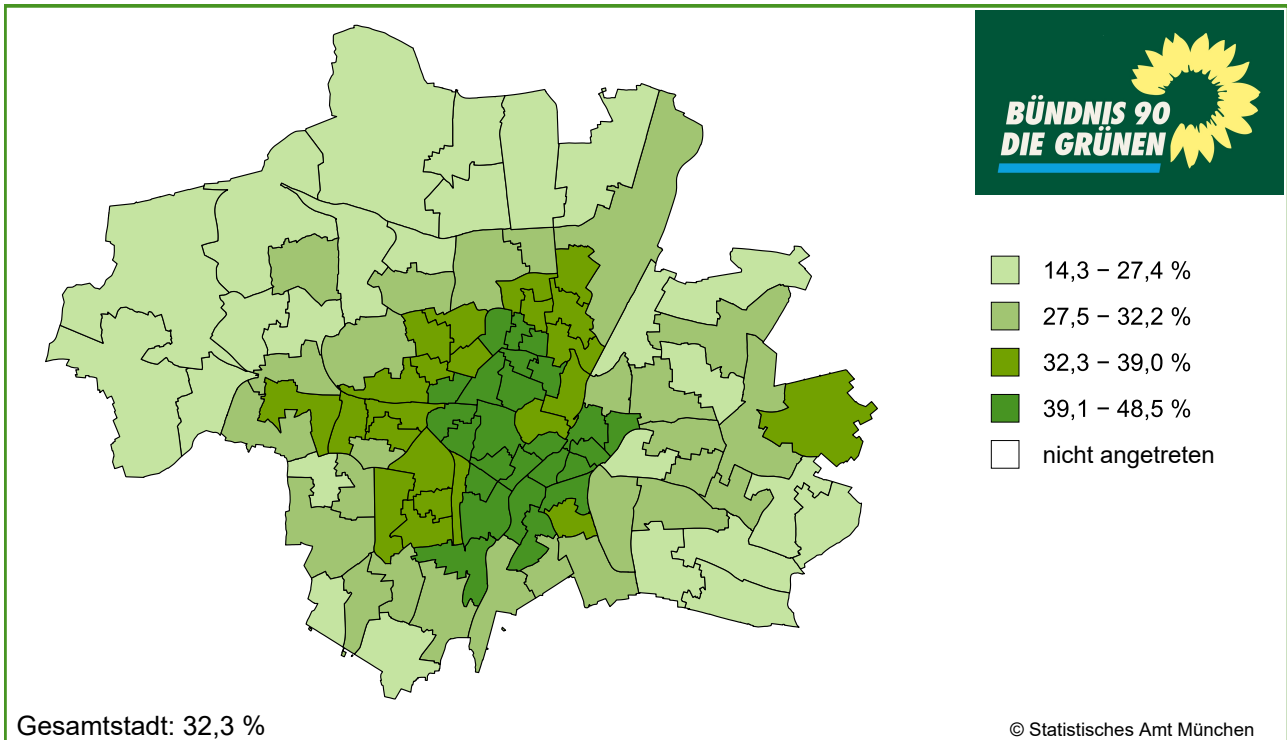 BÜNDNIS 90
DIE GRÜNEN
14,3 – 27,4 %
27,5 – 32,2 %
32,3 – 39,0 %
39,1 – 48,5 %
nicht angetreten
Gesamtstadt: 32,3 %
© Statistisches Amt München